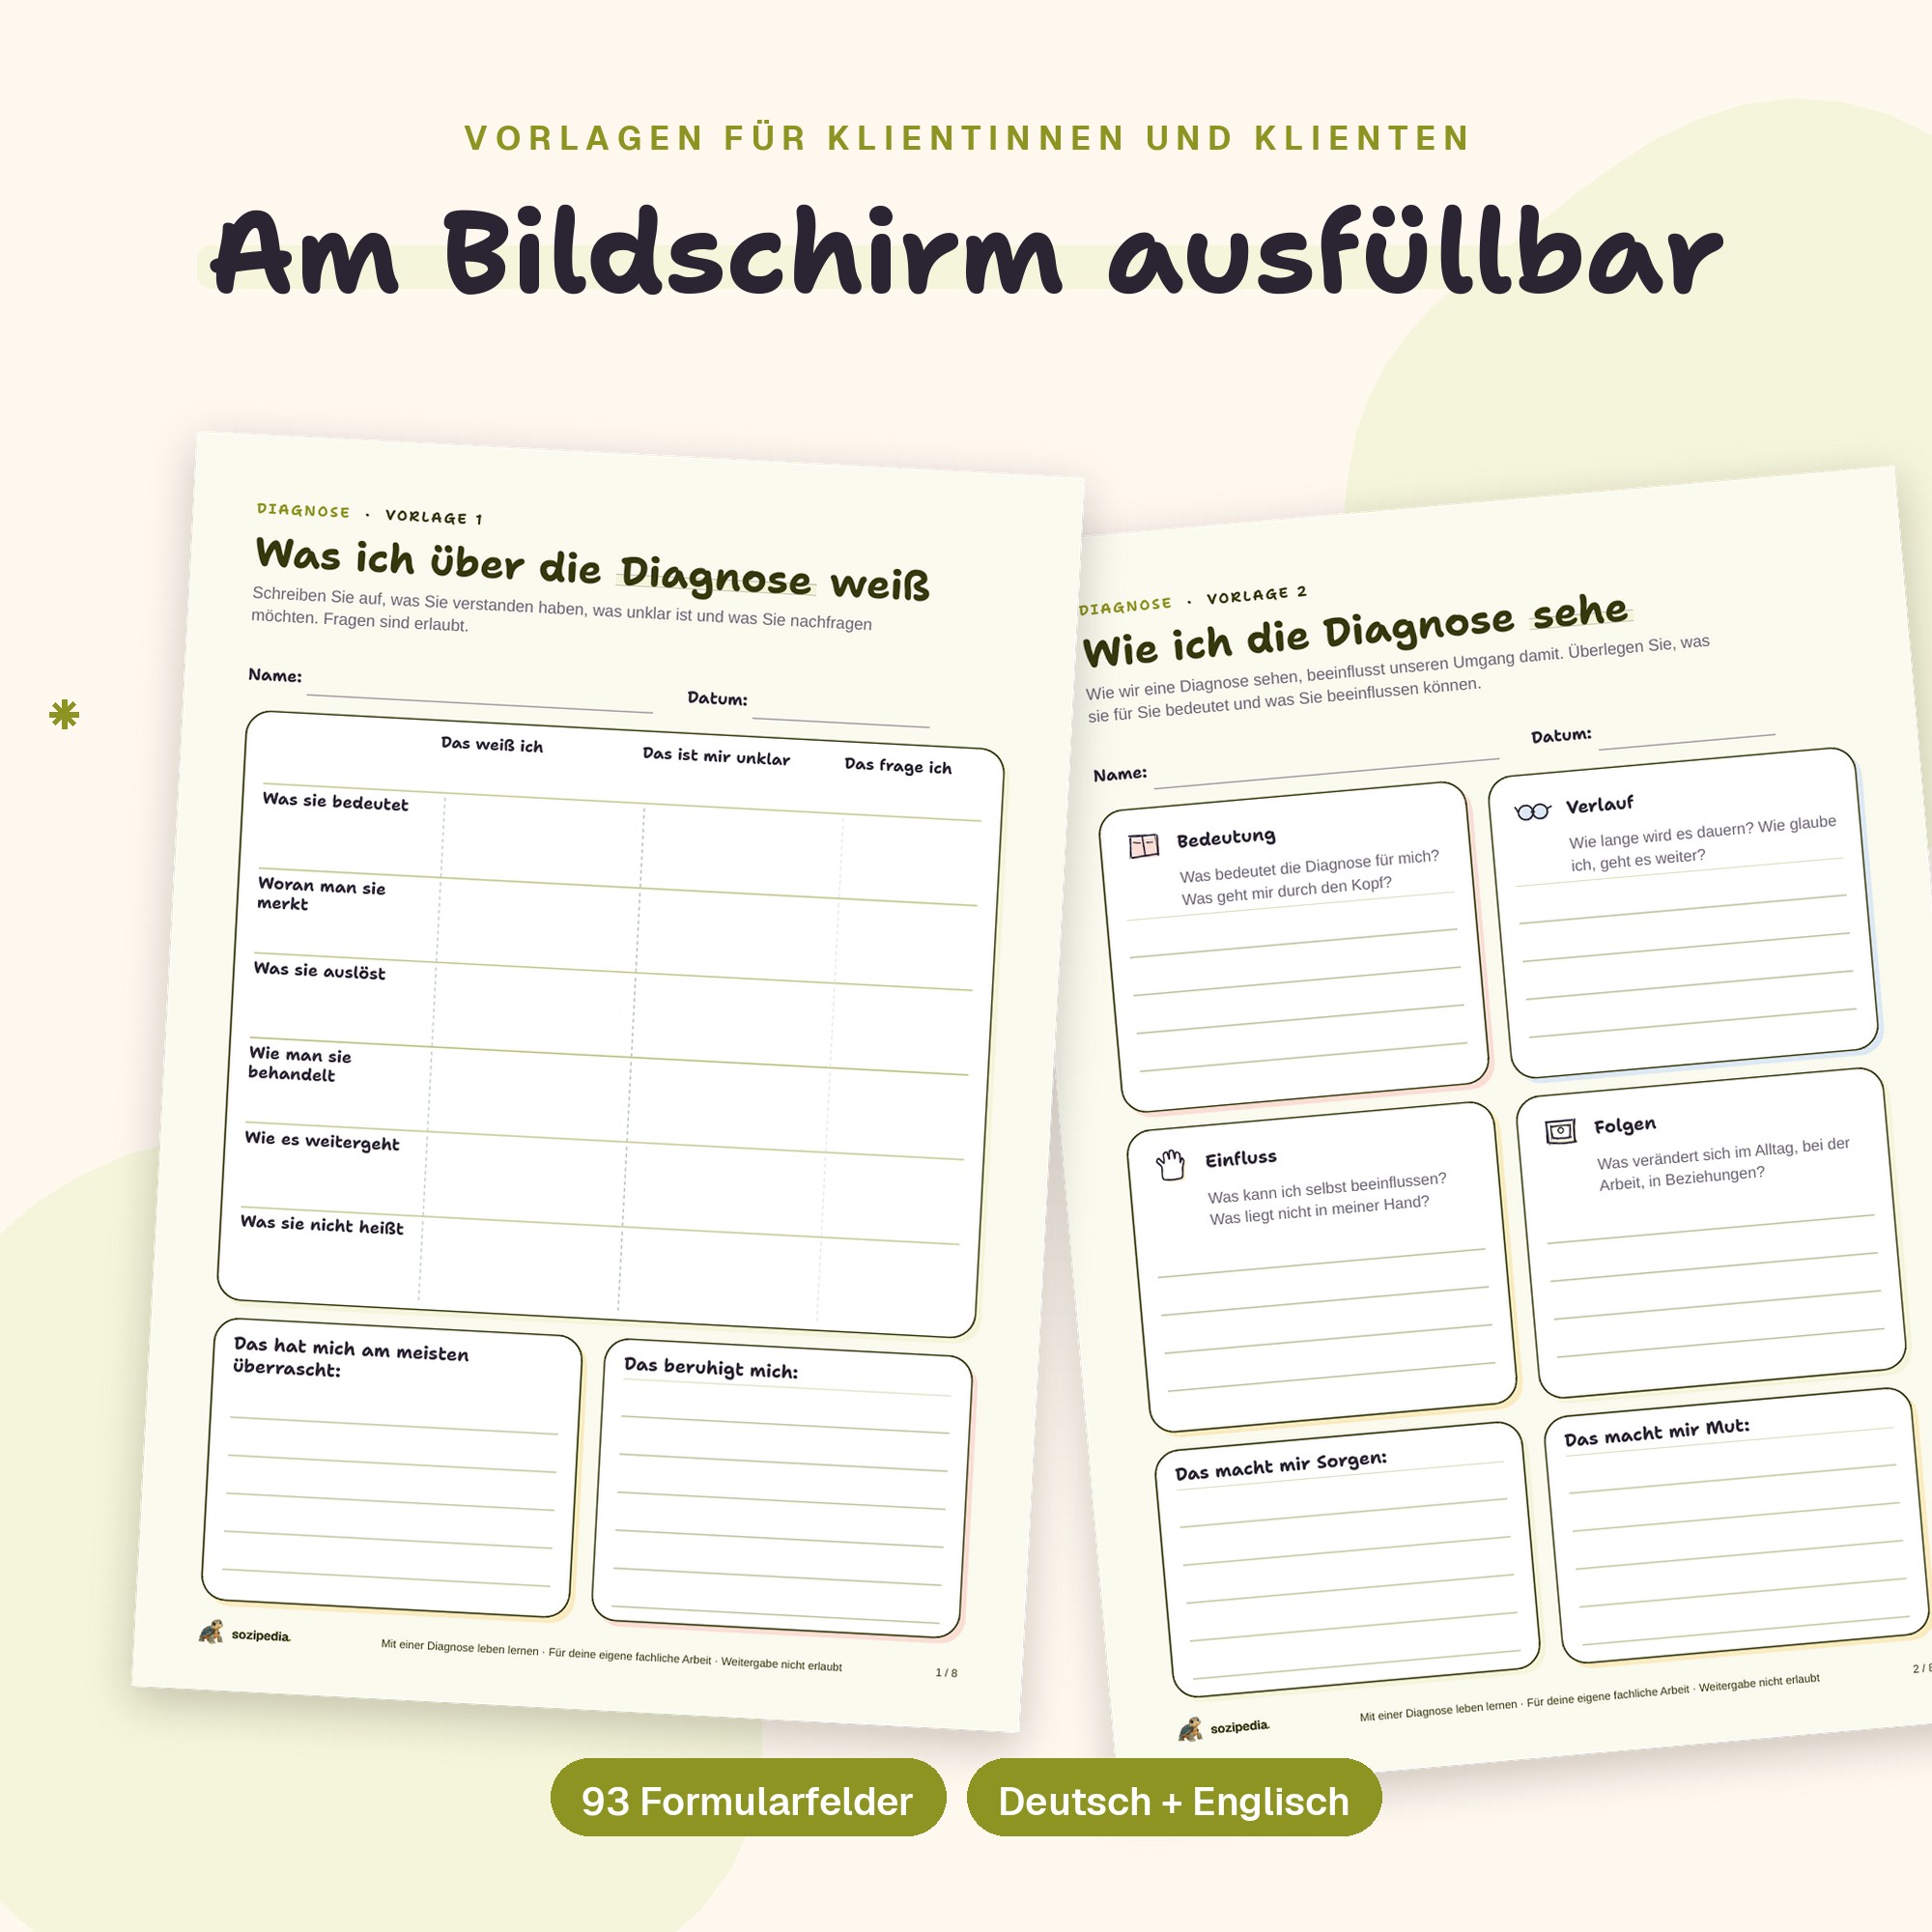 VORLAGEN FÜR KLIENTINNEN UND KLIENTEN
Am Bildschirm ausfüllbar
DIAGNOSE · VORLAGE 1
Was ich über die Diagnose weiß
Schreiben Sie auf, was Sie verstanden haben, was unklar ist und was Sie nachfragen
möchten. Fragen sind erlaubt.
Name:
Datum:
Das weiß ich
Das ist mir unklar
Das frage ich
Was sie bedeutet
Woran man sie
merkt
Was sie auslöst
Wie man sie
behandelt
Wie es weitergeht
Was sie nicht heißt
Das hat mich am meisten
überrascht:
Das beruhigt mich:
sozipedia.
Mit einer Diagnose leben lernen · Für deine eigene fachliche Arbeit · Weitergabe nicht erlaubt
1 / 8
DIAGNOSE · VORLAGE 2
Wie ich die Diagnose sehe
Wie wir eine Diagnose sehen, beeinflusst unseren Umgang damit. Überlegen Sie, was
sie für Sie bedeutet und was Sie beeinflussen können.
Name:
Datum:
Bedeutung
Was bedeutet die Diagnose für mich?
Was geht mir durch den Kopf?
Verlauf
Wie lange wird es dauern? Wie glaube
ich, geht es weiter?
Einfluss
Was kann ich selbst beeinflussen?
Was liegt nicht in meiner Hand?
Folgen
Was verändert sich im Alltag, bei der
Arbeit, in Beziehungen?
Das macht mir Sorgen:
Das macht mir Mut:
sozipedia.
Mit einer Diagnose leben lernen · Für deine eigene fachliche Arbeit · Weitergabe nicht erlaubt
2 / 8
93 Formularfelder
Deutsch + Englisch